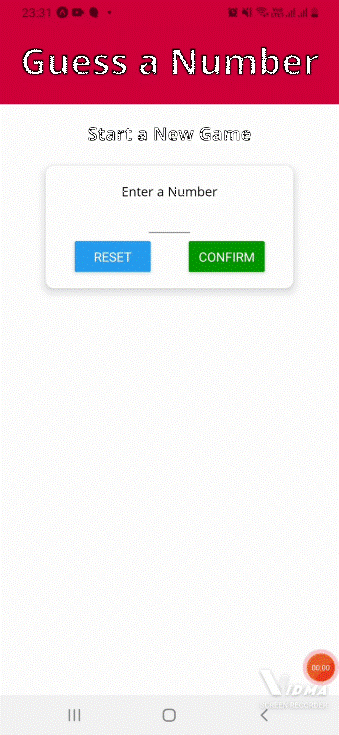 23:31
Guess a Number
Start a New Game
Enter a Number
RESET
CONFIRM
00:00
VIDMA
SCREEN RECORDER